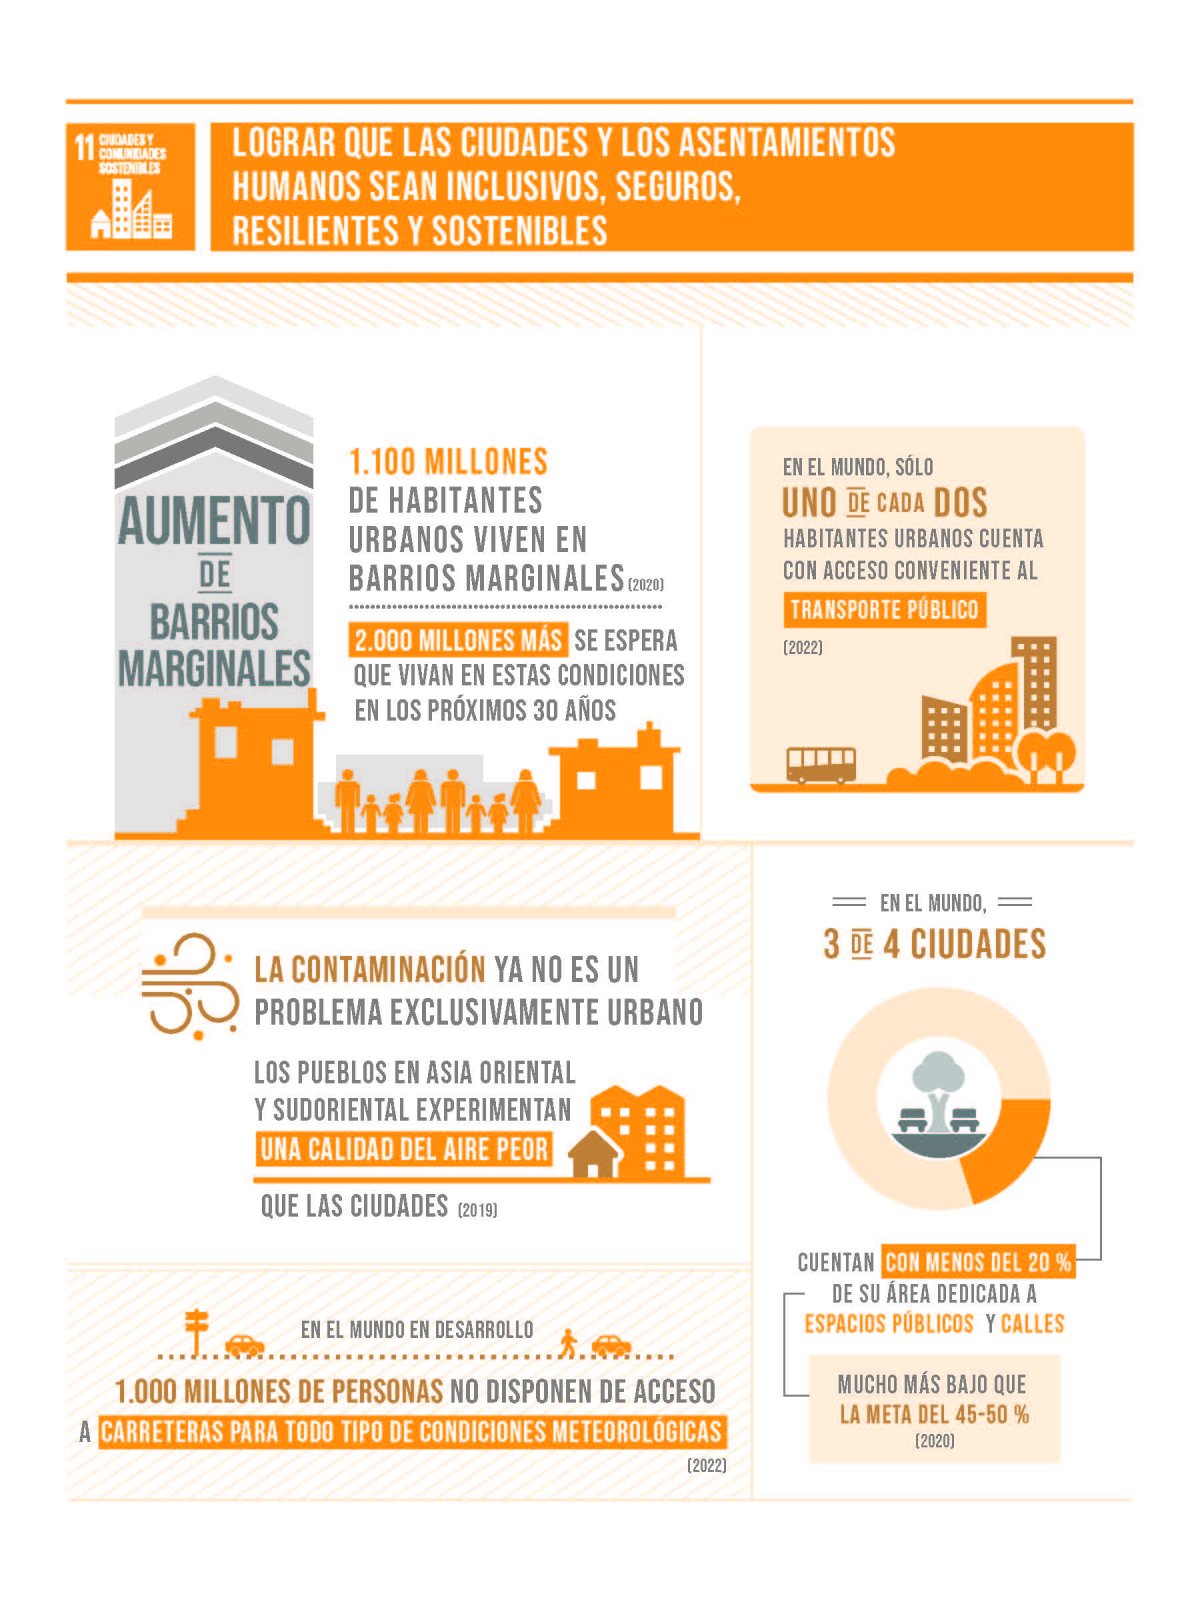 11 CIUDADES Y
COMUNIDADES
SOSTENIBLES
LOGRAR QUE LAS CIUDADES Y LOS ASENTAMIENTOS
HUMANOS SEAN INCLUSIVOS, SEGUROS,
RESILIENTES Y SOSTENIBLES
AUMENTO
DE
BARRIOS
MARGINALES
1.100 MILLONES
DE HABITANTES
URBANOS VIVEN EN
BARRIOS MARGINALES (2020)
2.000 MILLONES MÁS SE ESPERA
QUE VIVAN EN ESTAS CONDICIONES
EN LOS PRÓXIMOS 30 AÑOS
EN EL MUNDO, SÓLO
UNO DE CADA DOS
HABITANTES URBANOS CUENTA
CON ACCESO CONVENIENTE AL
TRANSPORTE PÚBLICO
(2022)
LA CONTAMINACIÓN YA NO ES UN
PROBLEMA EXCLUSIVAMENTE URBANO
LOS PUEBLOS EN ASIA ORIENTAL
Y SUDORIENTAL EXPERIMENTAN
UNA CALIDAD DEL AIRE PEOR
QUE LAS CIUDADES (2019)
EN EL MUNDO,
3 DE 4 CIUDADES
CUENTAN CON MENOS DEL 20 %
DE SU ÁREA DEDICADA A
ESPACIOS PÚBLICOS Y CALLES
MUCHO MÁS BAJO QUE
LA META DEL 45-50 %
(2020)
EN EL MUNDO EN DESARROLLO
1.000 MILLONES DE PERSONAS NO DISPONEN DE ACCESO
A CARRETERAS PARA TODO TIPO DE CONDICIONES METEOROLÓGICAS
(2022)